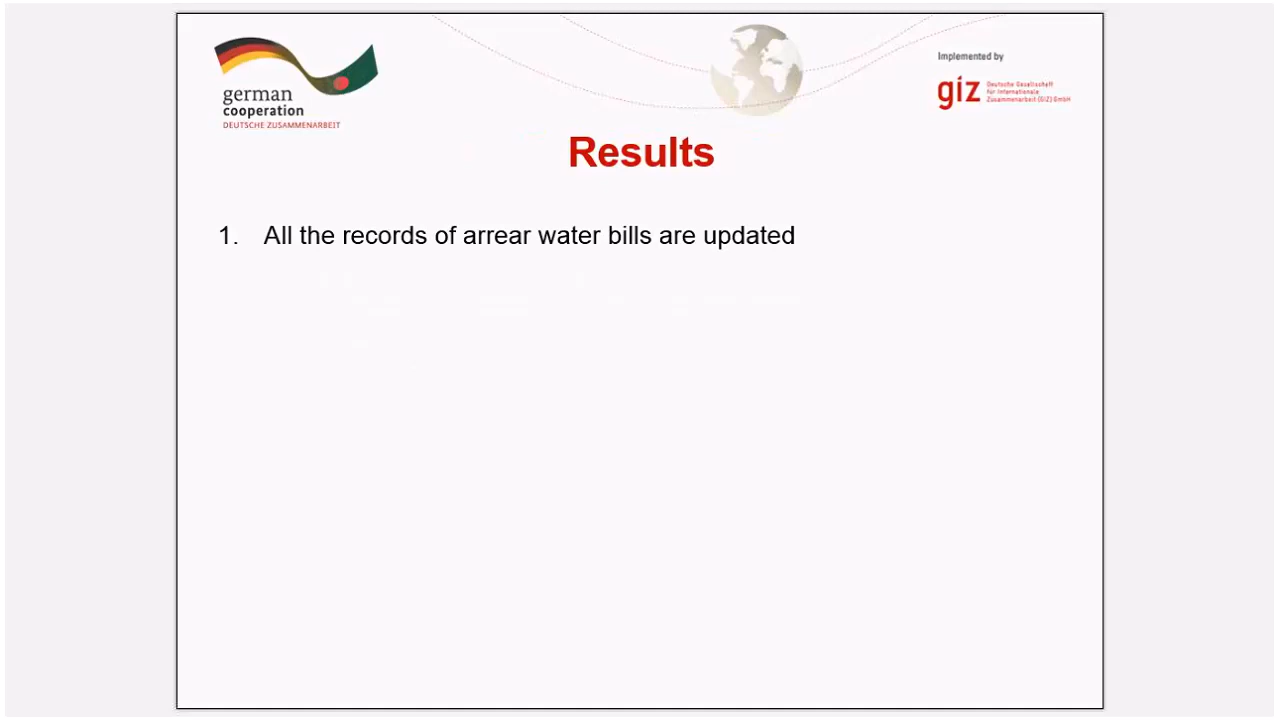 german
cooperation
DEUTSCHE ZUSAMMENARBEIT
Implemented by
giz
Deutsche Gesellschaft
für Internationale
Zusammenarbeit (GIZ) GmbH
Results
1. All the records of arrear water bills are updated